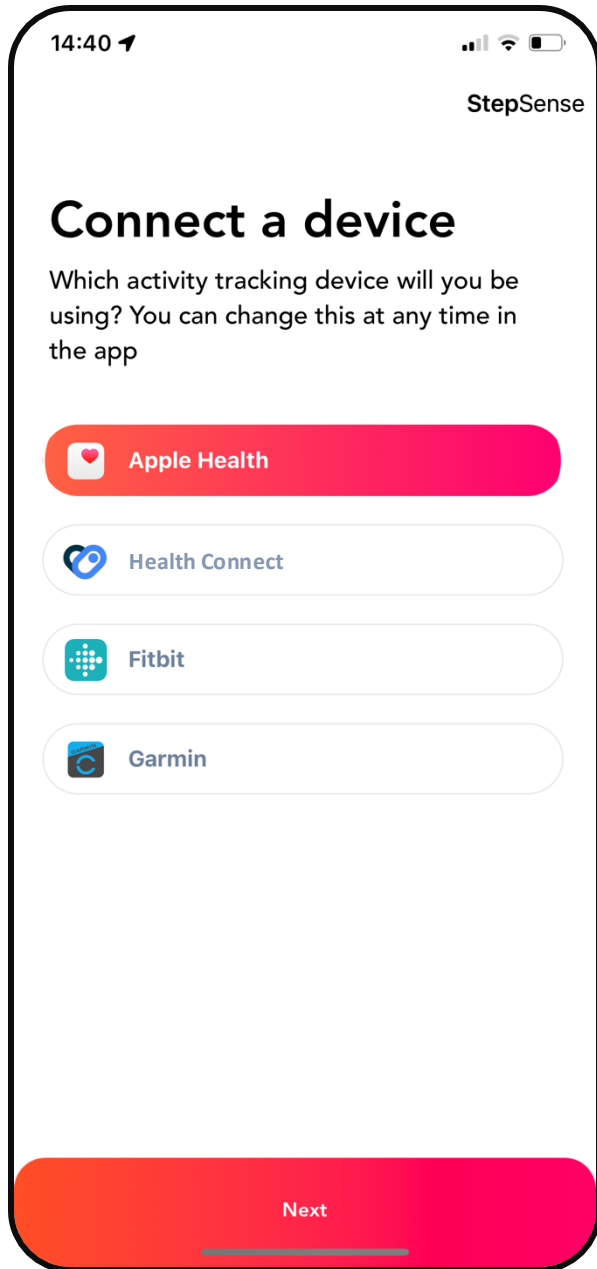 14:40
StepSense
Connect a device
Which activity tracking device will you be
using? You can change this at any time in
the app
Apple Health
Health Connect
Fitbit
GARMIN
Garmin
Next